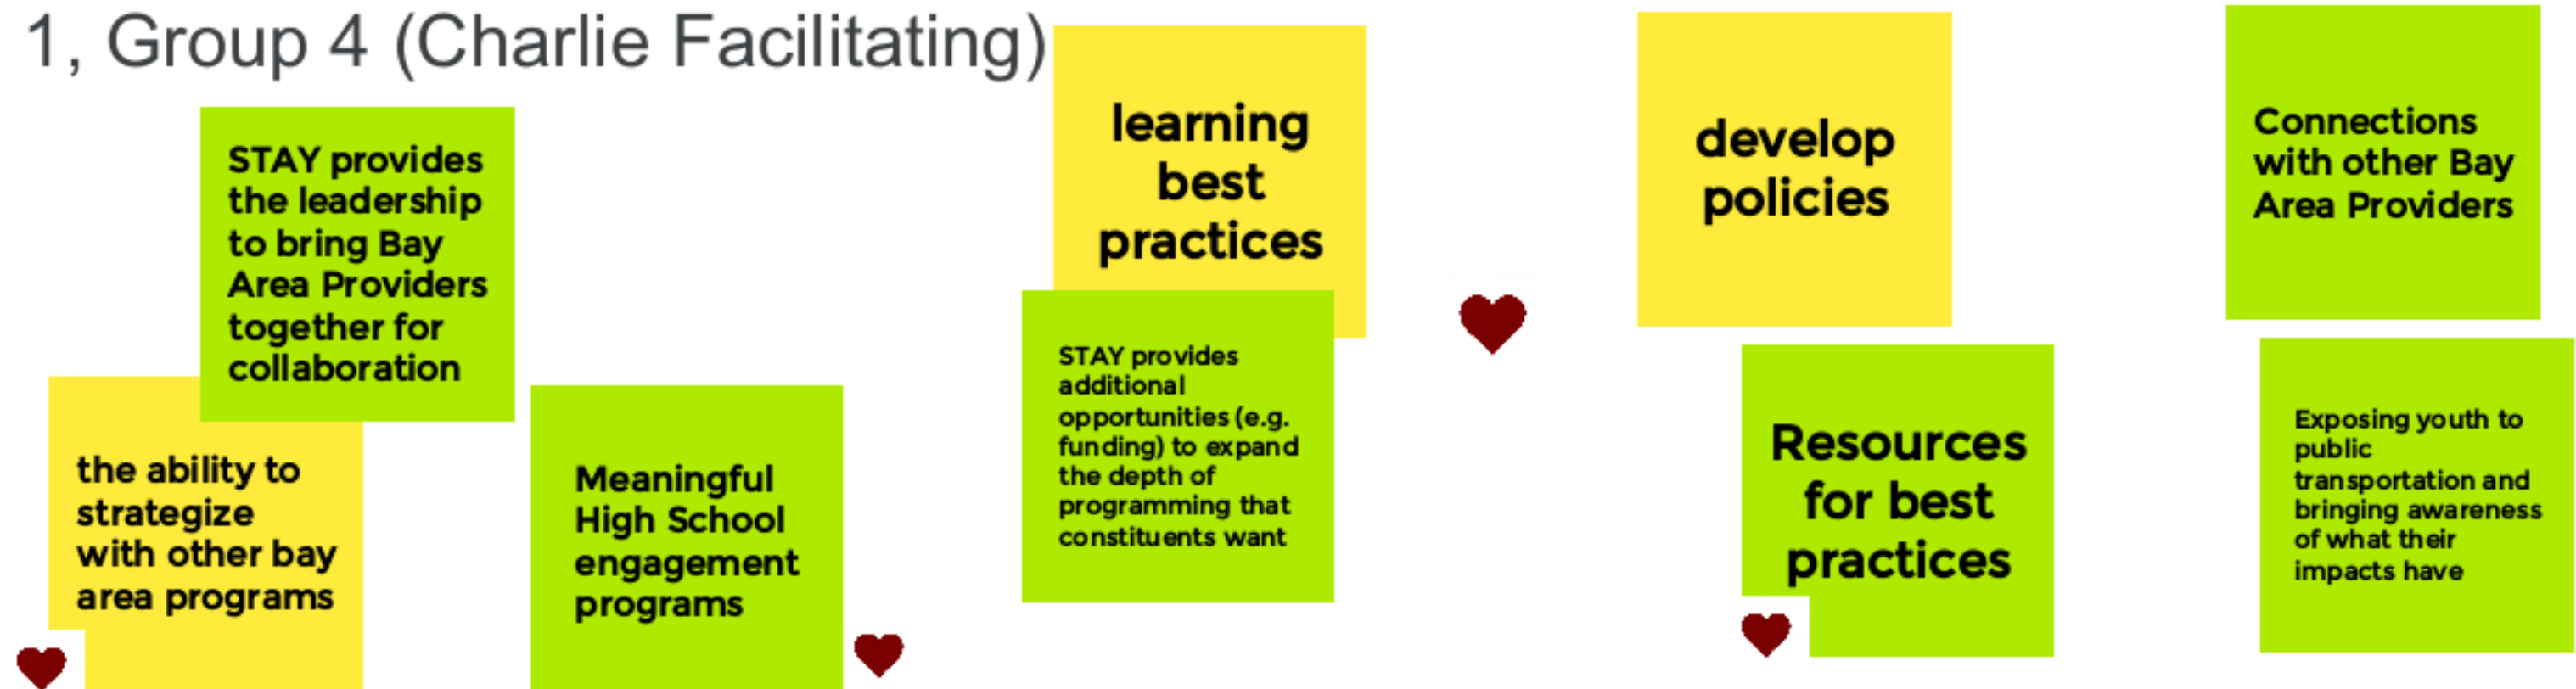 1, Group 4 (Charlie Facilitating)
STAY provides
the leadership
to bring Bay
Area Providers
together for
collaboration
the ability to
strategize
with other bay
area programs
Meaningful
High School
engagement
programs
learning
best
practices
STAY provides
additional
opportunities (e.g.
funding) to expand
the depth of
programming that
constituents want
develop
policies
Resources
for best
practices
Connections
with other Bay
Area Providers
Exposing youth to
public
transportation and
bringing awareness
of what their
impacts have